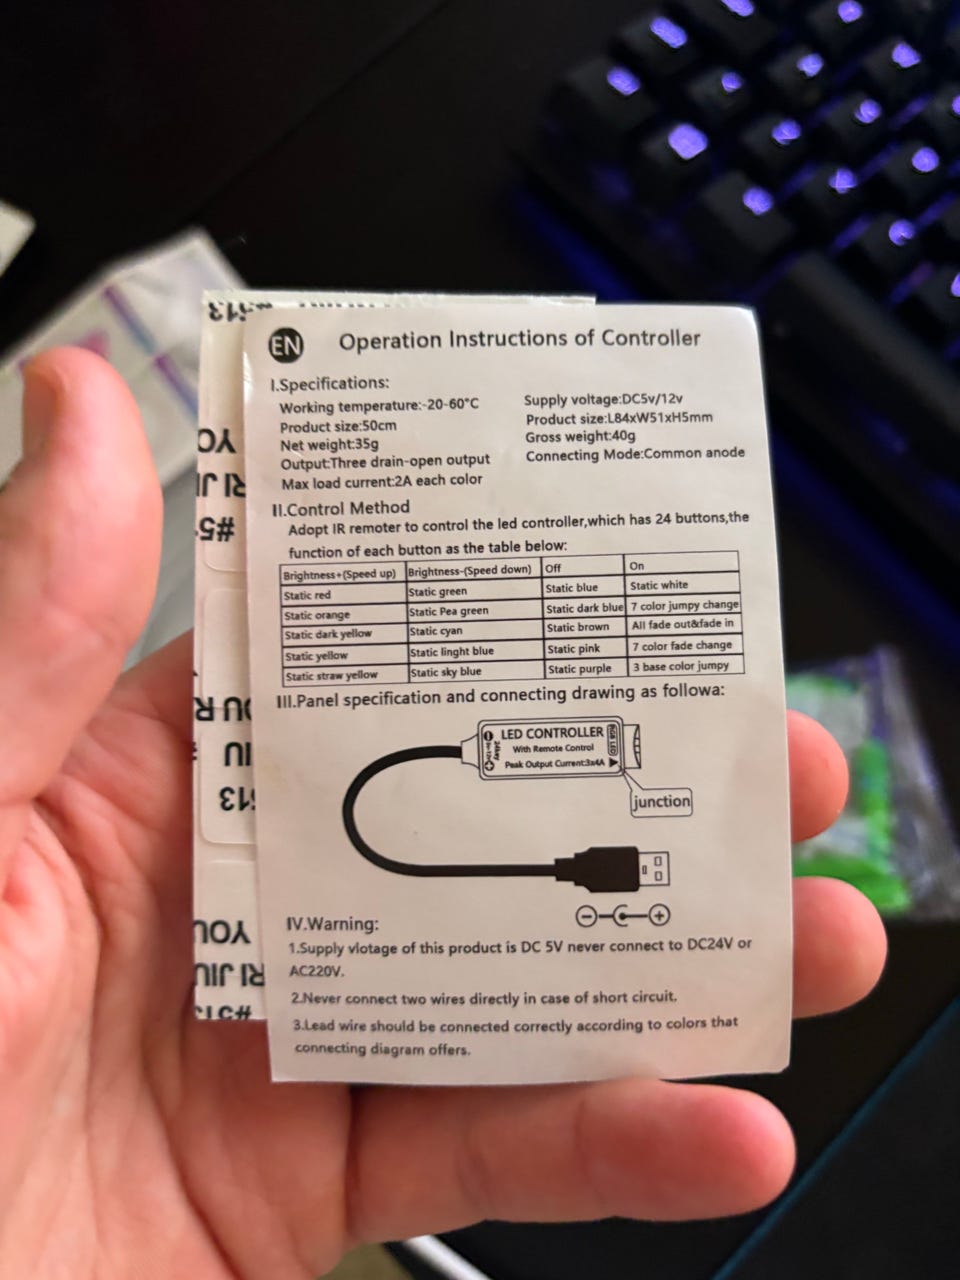 EN Operation Instructions of Controller
I.Specifications:
Working temperature:-20-60°C
Product size:50cm
Net weight:35g
Output:Three drain-open output
Max load current:2A each color
Supply voltage:DC5v/12v
Product size:L84xW51xH5mm
Gross weight:40g
Connecting Mode:Common anode
II.Control Method
Adopt IR remoter to control the led controller,which has 24 buttons,the
function of each button as the table below:
Brightness+(Speed up) Brightness-(Speed down) Off On
Static red Static green Static blue Static white
Static orange Static Pea green Static dark blue 7 color jumpy change
Static dark yellow Static cyan Static brown All fade out&fade in
Static yellow Static linght blue Static pink 7 color fade change
Static straw yellow Static sky blue Static purple 3 base color jumpy
III.Panel specification and connecting drawing as followa:
LED CONTROLLER
With Remote Control
Peak Output Current:3x4A
RGB LED
junction
IV.Warning:
1.Supply vlotage of this product is DC 5V never connect to DC24V or
AC220V.
2.Never connect two wires directly in case of short circuit.
3.Lead wire should be connected correctly according to colors that
connecting diagram offers.